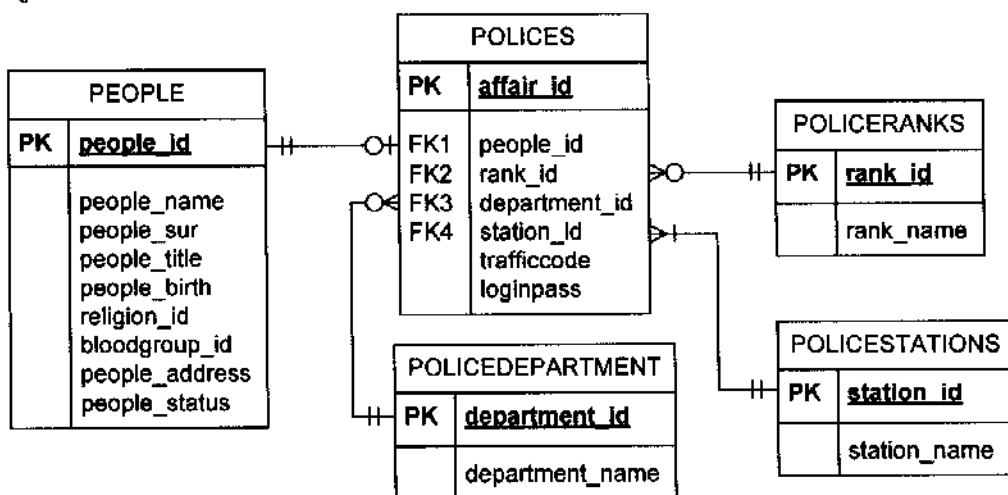 PEOPLE
PK people_id
people_name
people_sur
people_title
people_birth
religion_id
bloodgroup_id
people_address
people_status
POLICES
PK affair_id
FK1 people_id
FK2 rank_id
FK3 department_id
FK4 station_id
trafficcode
loginpass
POLICEDEPARTMENT
PK department_id
department_name
POLICERANKS
PK rank_id
rank_name
POLICESTATIONS
PK station_id
station_name